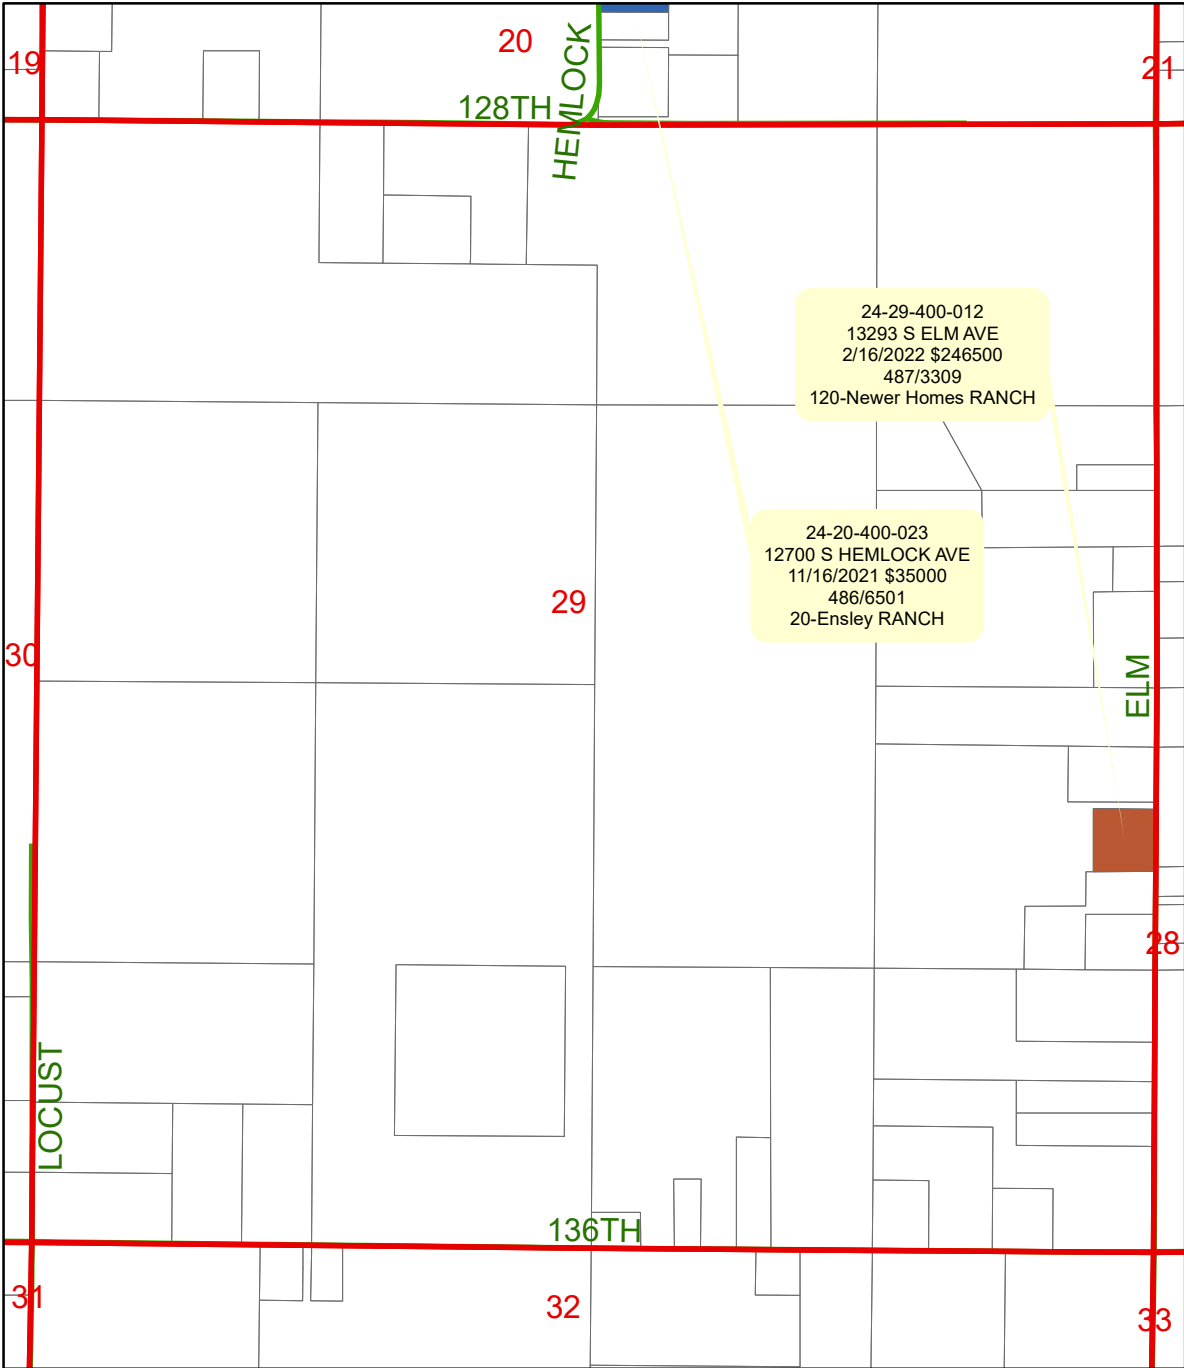 20
19
21
HEMLOCK
128TH
24-29-400-012
13293 S ELM AVE
2/16/2022 $246500
487/3309
120-Newer Homes RANCH
24-20-400-023
12700 S HEMLOCK AVE
11/16/2021 $35000
486/6501
20-Ensley RANCH
29
30
ELM
28
LOCUST
136TH
31
32
33